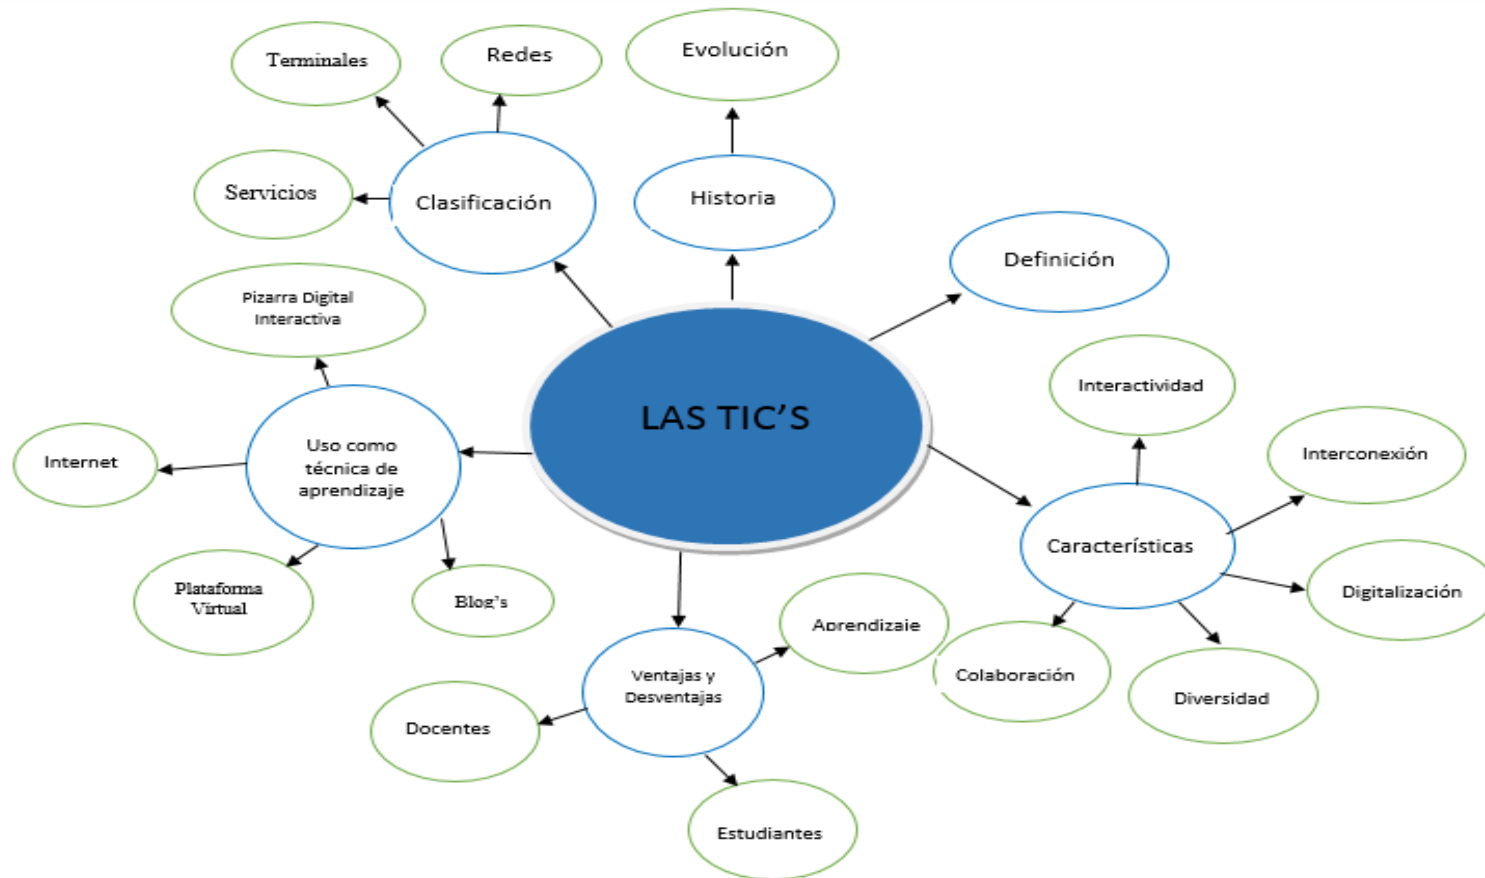 Evolución
Redes
Terminales
Servicios
Clasificación
Historia
Definición
Pizarra Digital
Interactiva
LAS TIC’S
Interactividad
Interconexión
Internet
Uso como
técnica de
aprendizaje
Característicás
Digitalización
Plataforma
Virtual
Blog’s
Aprendizaje
Colaboración
Diversidad
Ventajas y
Desventajas
Docentes
Estudiantes